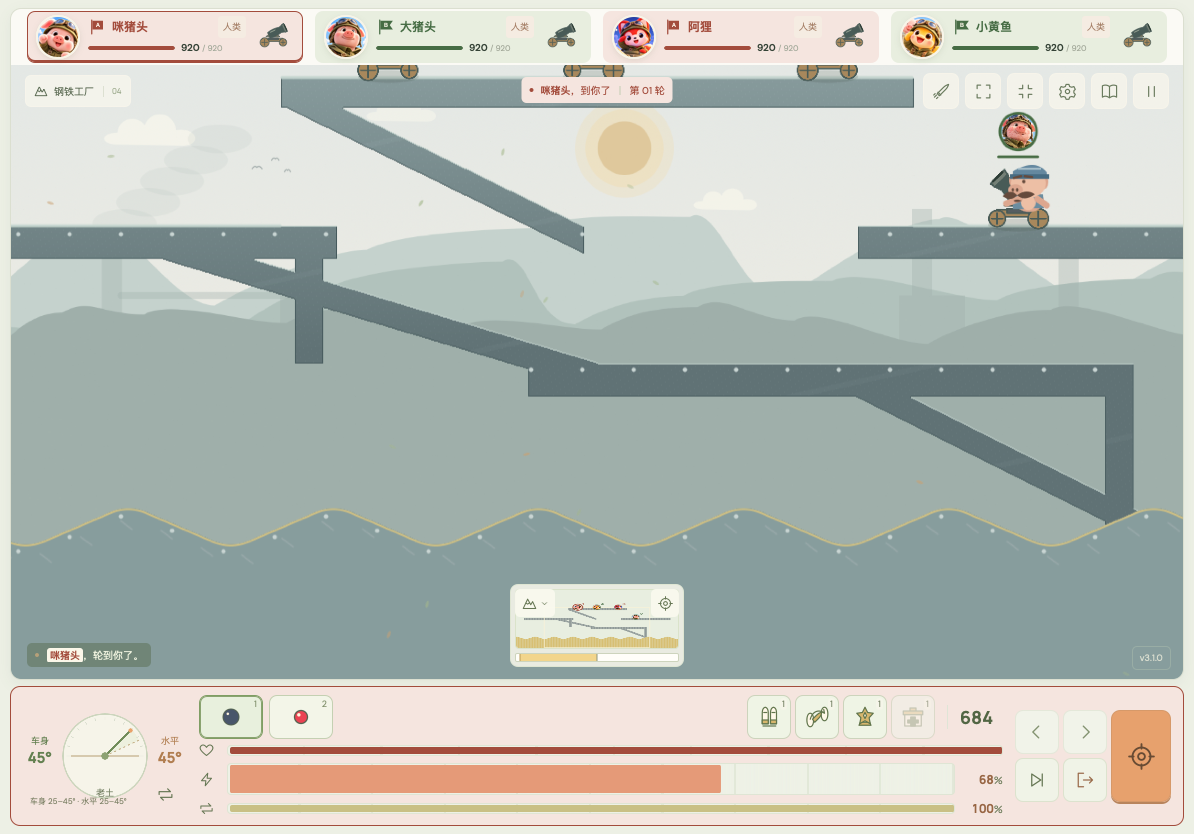 A 咪猪头 人类 920 / 920
B 大猪头 人类 920 / 920
A 阿狸 人类 920 / 920
B 小黄鱼 人类 920 / 920
钢铁工厂 04
咪猪头，到你了 第 01 轮
咪猪头，轮到你了。
v3.1.0
车身 45°
水平 45°
老土
车身 25–45° · 水平 25–45°
1
2
1
1
1
1
684
68%
100%